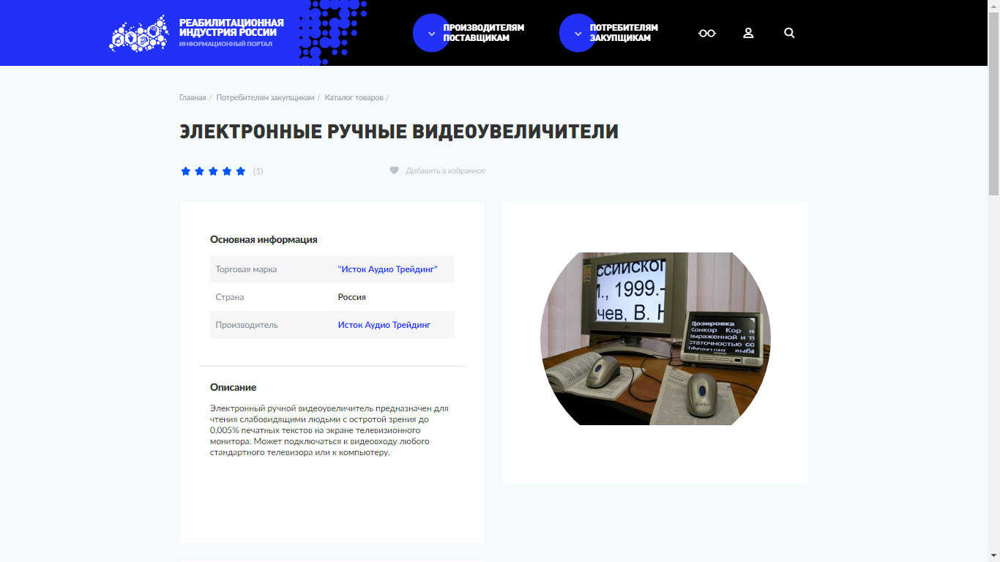 РЕАБИЛИТАЦИОННАЯ
ИНДУСТРИЯ РОССИИ
ИНФОРМАЦИОННЫЙ ПОРТАЛ
ПРОИЗВОДИТЕЛЯМ
ПОСТАВЩИКАМ
ПОТРЕБИТЕЛЯМ
ЗАКУПЩИКАМ
Главная / Потребителям закупщикам / Каталог товаров /
ЭЛЕКТРОННЫЕ РУЧНЫЕ ВИДЕОУВЕЛИЧИТЕЛИ
(1)
Добавить в избранное
Основная информация
Торговая марка "Исток Аудио Трейдинг"
Страна Россия
Производитель Исток Аудио Трейдинг
Описание
Электронный ручной видеоувеличитель предназначен для
чтения слабовидящими людьми с остротой зрения до
0,005% печатных текстов на экране телевизионного
монитора. Может подключаться к видеовходу любого
стандартного телевизора или к компьютеру.
ССИЙСКОГ
., 1999.-
чев, В. Н
Дозировка
Конкор Кор н
выраженной и тя
статочностью со
(фракция выбр